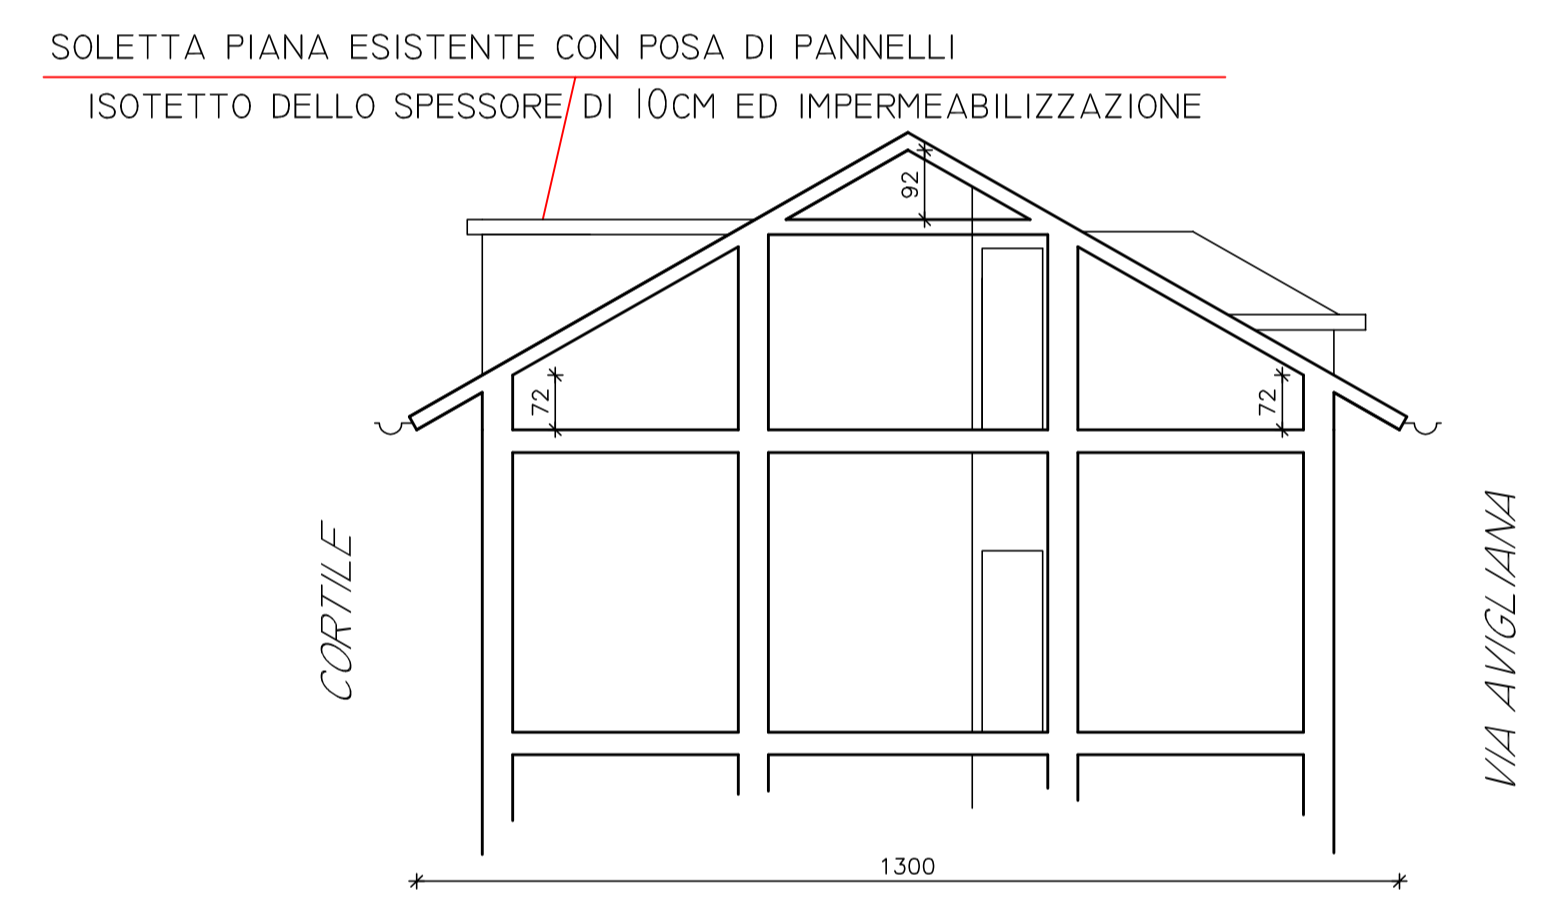 SOLETTA PIANA ESISTENTE CON POSA DI PANNELLI
ISOTETTO DELLO SPESSORE DI 10CM ED IMPERMEABILIZZAZIONE
92
72
72
CORTILE
VIA AVIGLIANA
1300